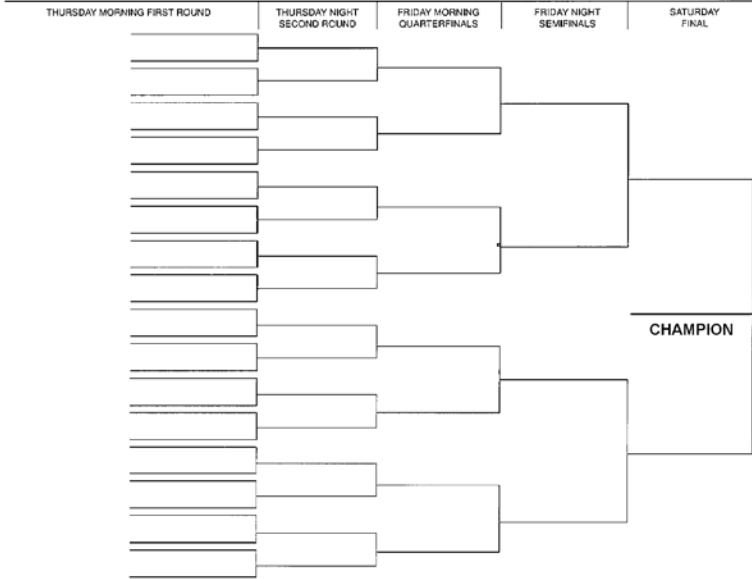 THURSDAY MORNING FIRST ROUND
THURSDAY NIGHT
SECOND ROUND
FRIDAY MORNING
QUARTERFINALS
FRIDAY NIGHT
SEMIFINALS
SATURDAY
FINAL
CHAMPION